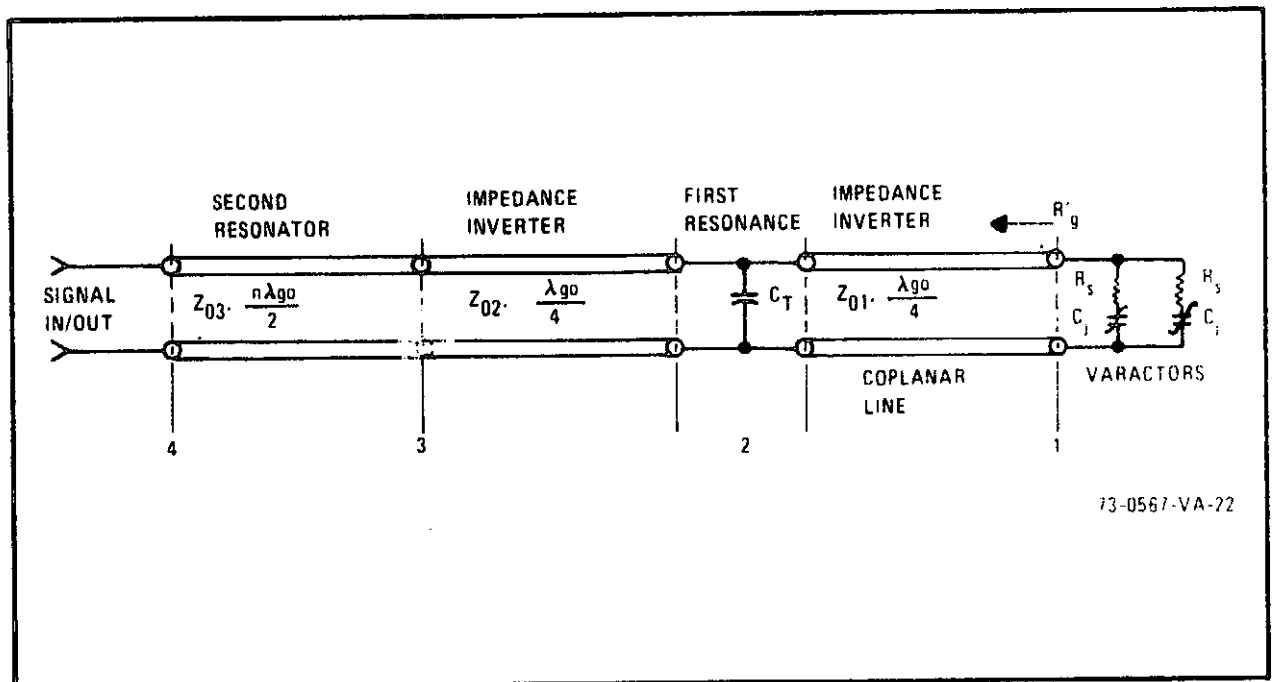 SECOND
RESONATOR
IMPEDANCE
INVERTER
FIRST
RESONANCE
IMPEDANCE
INVERTER
R'g
SIGNAL
IN/OUT
Z03. nλgo/2
Z02. λgo/4
CT
Z01. λgo/4
Rs
Cj
Rs
Cj
COPLANAR
LINE
VARACTORS
4
3
2
1
73-0567-VA-22